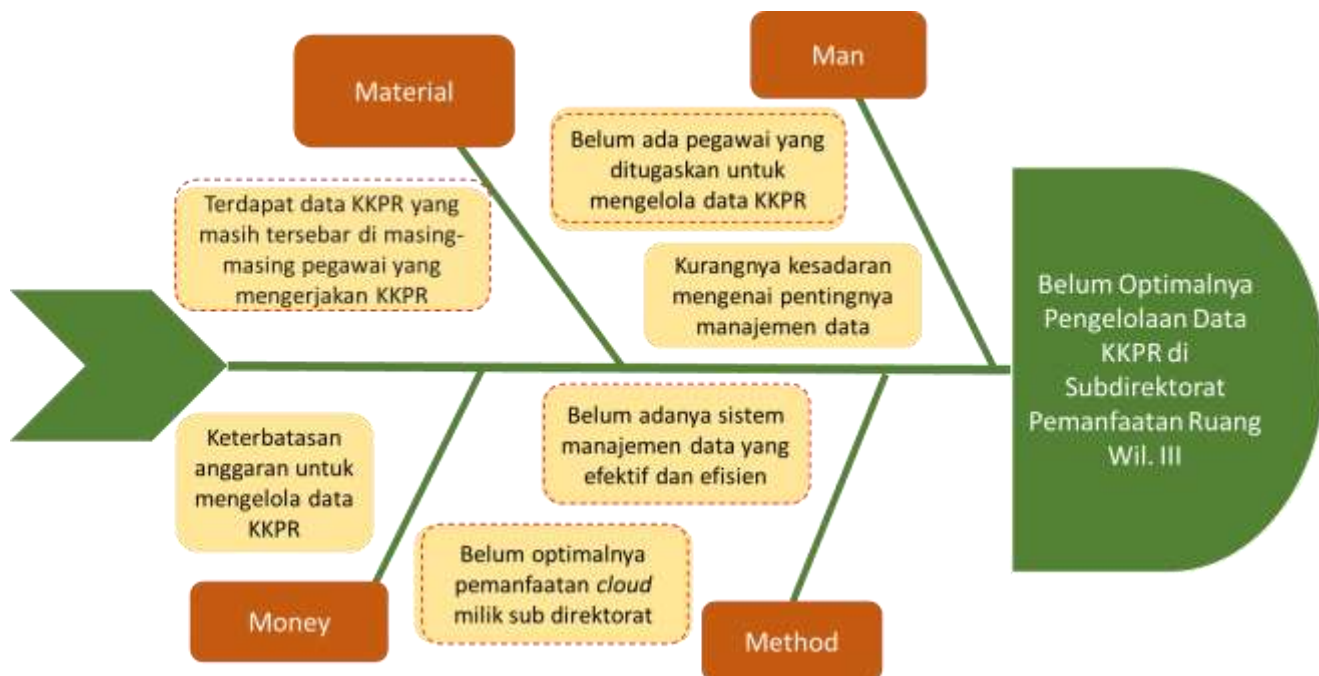 Material
Man
Terdapat data KKPR yang
masih tersebar di masing-
masing pegawai yang
mengerjakan KKPR
Belum ada pegawai yang
ditugaskan untuk
mengelola data KKPR
Kurangnya kesadaran
mengenai pentingnya
manajemen data
Belum Optimalnya
Pengelolaan Data
KKPR di
Subdirektorat
Pemanfaatan Ruang
Wil. III
Keterbatasan
anggaran untuk
mengelola data
KKPR
Belum adanya sistem
manajemen data yang
efektif dan efisien
Belum optimalnya
pemanfaatan cloud
milik sub direktorat
Money
Method